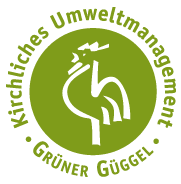 Kirchliches Umweltmanagement
• GRÜNER GÜGGEL •